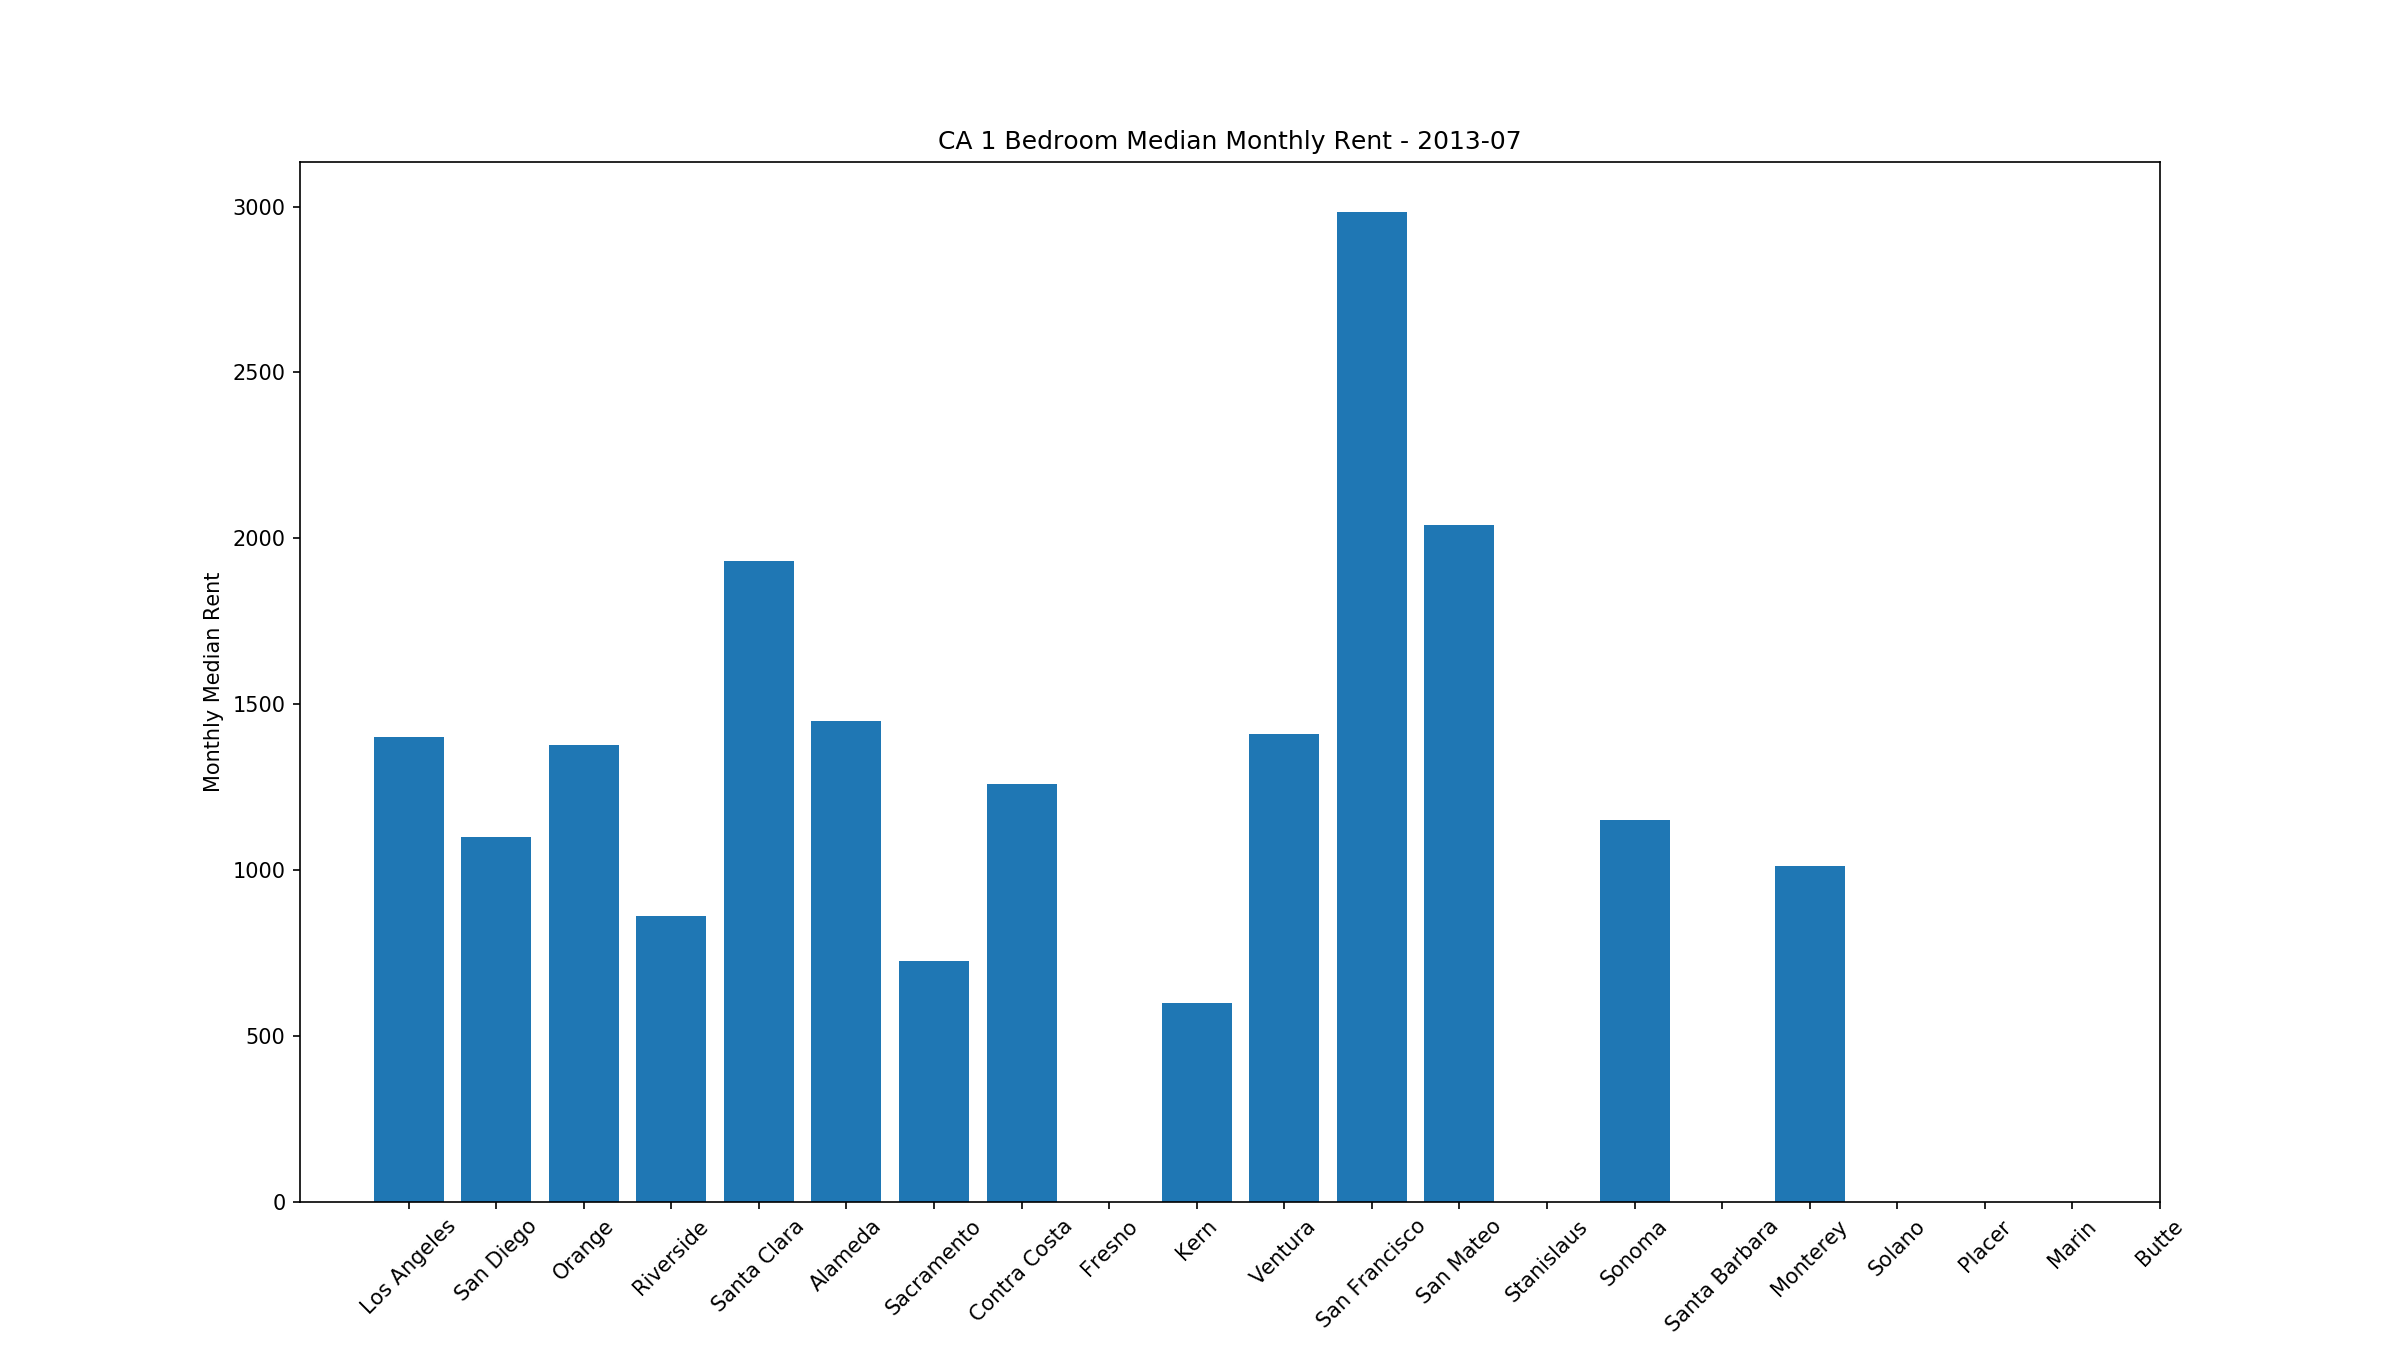 CA 1 Bedroom Median Monthly Rent - 2013-07
Monthly Median Rent
3000
2500
2000
1500
1000
500
0
Los Angeles
San Diego
Orange
Riverside
Santa Clara
Alameda
Sacramento
Contra Costa
Fresno
Kern
Ventura
San Francisco
San Mateo
Stanislaus
Sonoma
Santa Barbara
Monterey
Solano
Placer
Marin
Butte